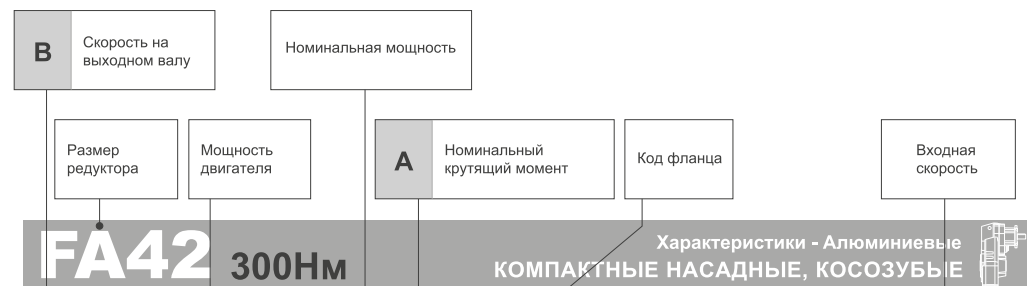 B
Скорость на
выходном валу
Номинальная мощность
Размер
редуктора
Мощность
двигателя
A
Номинальный
крутящий момент
Код фланца
Входная
скорость
FA42
300Нм
Характеристики - Алюминиевые
КОМПАКТНЫЕ НАСАДНЫЕ, КОСОЗУБЫЕ